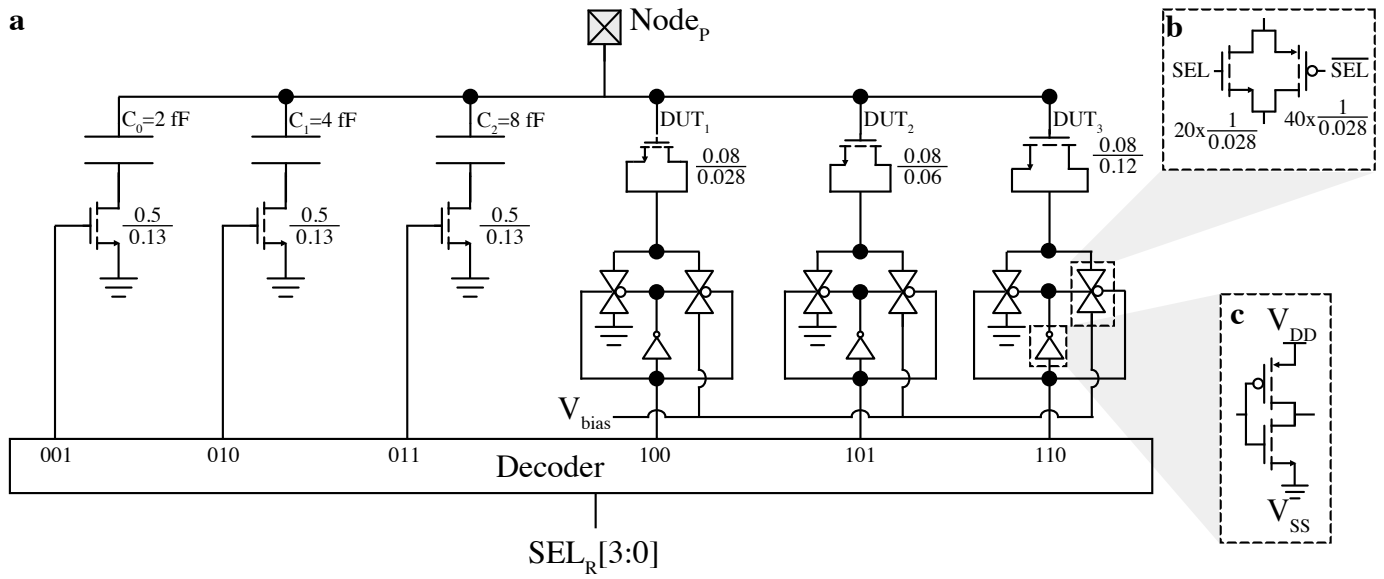 a
Node_P
b
SEL
SEL
20x 1/0.028
40x 1/0.028
C_0=2 fF
C_1=4 fF
C_2=8 fF
DUT_1
DUT_2
DUT_3
0.08/0.028
0.08/0.06
0.08/0.12
0.5/0.13
0.5/0.13
0.5/0.13
c
V_DD
V_SS
V_bias
001
010
011
100
101
110
Decoder
SEL_R[3:0]